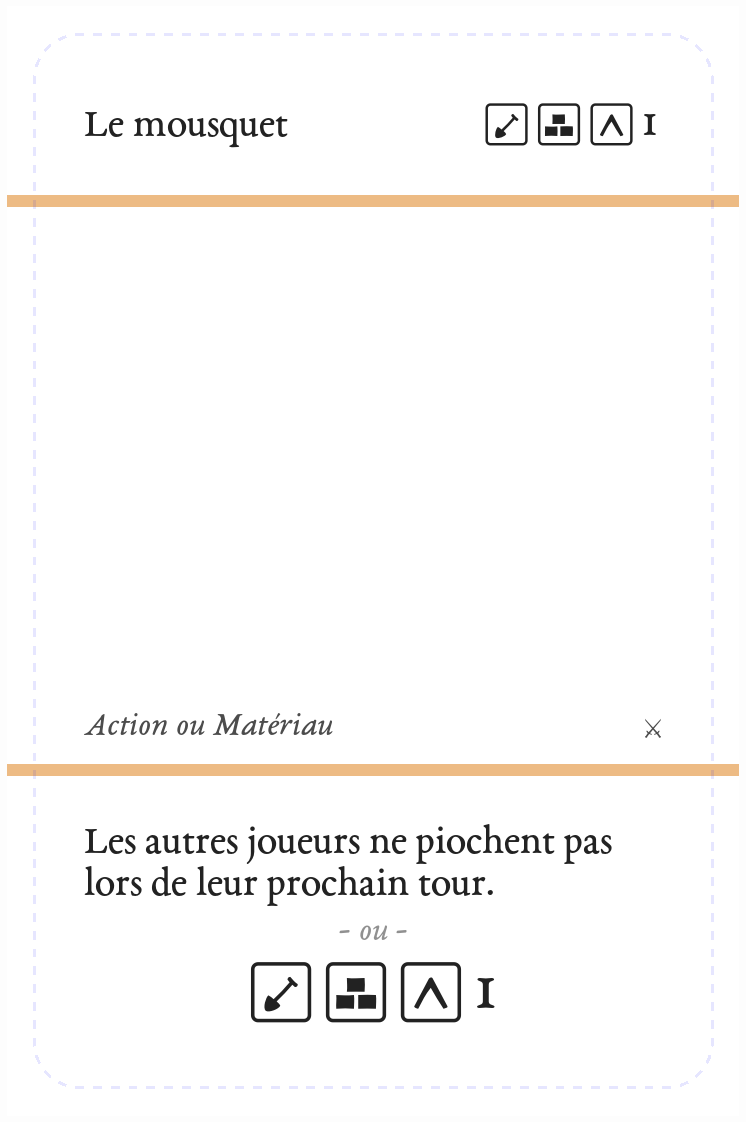 Le mousquet
I
Action ou Matériau
Les autres joueurs ne piochent pas
lors de leur prochain tour.
- ou -
I